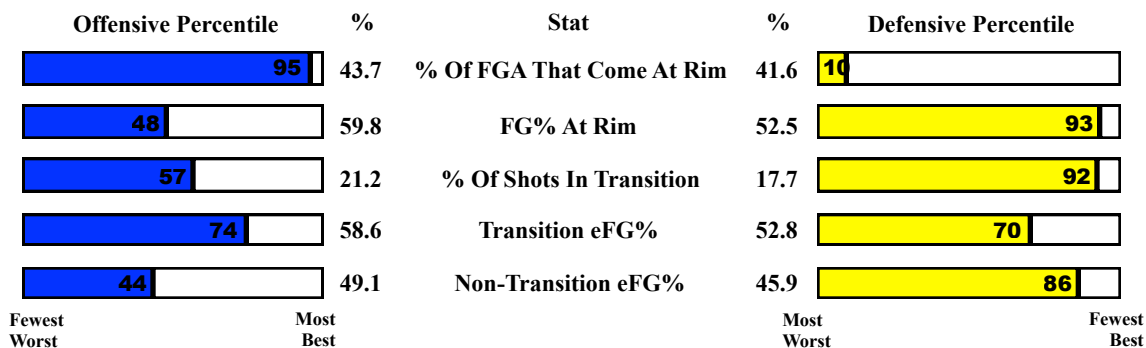 Offensive Percentile % Stat % Defensive Percentile
95 43.7 % Of FGA That Come At Rim 41.6 10
48 59.8 FG% At Rim 52.5 93
57 21.2 % Of Shots In Transition 17.7 92
74 58.6 Transition eFG% 52.8 70
44 49.1 Non-Transition eFG% 45.9 86
Fewest Most Most Fewest
Worst Best Worst Best